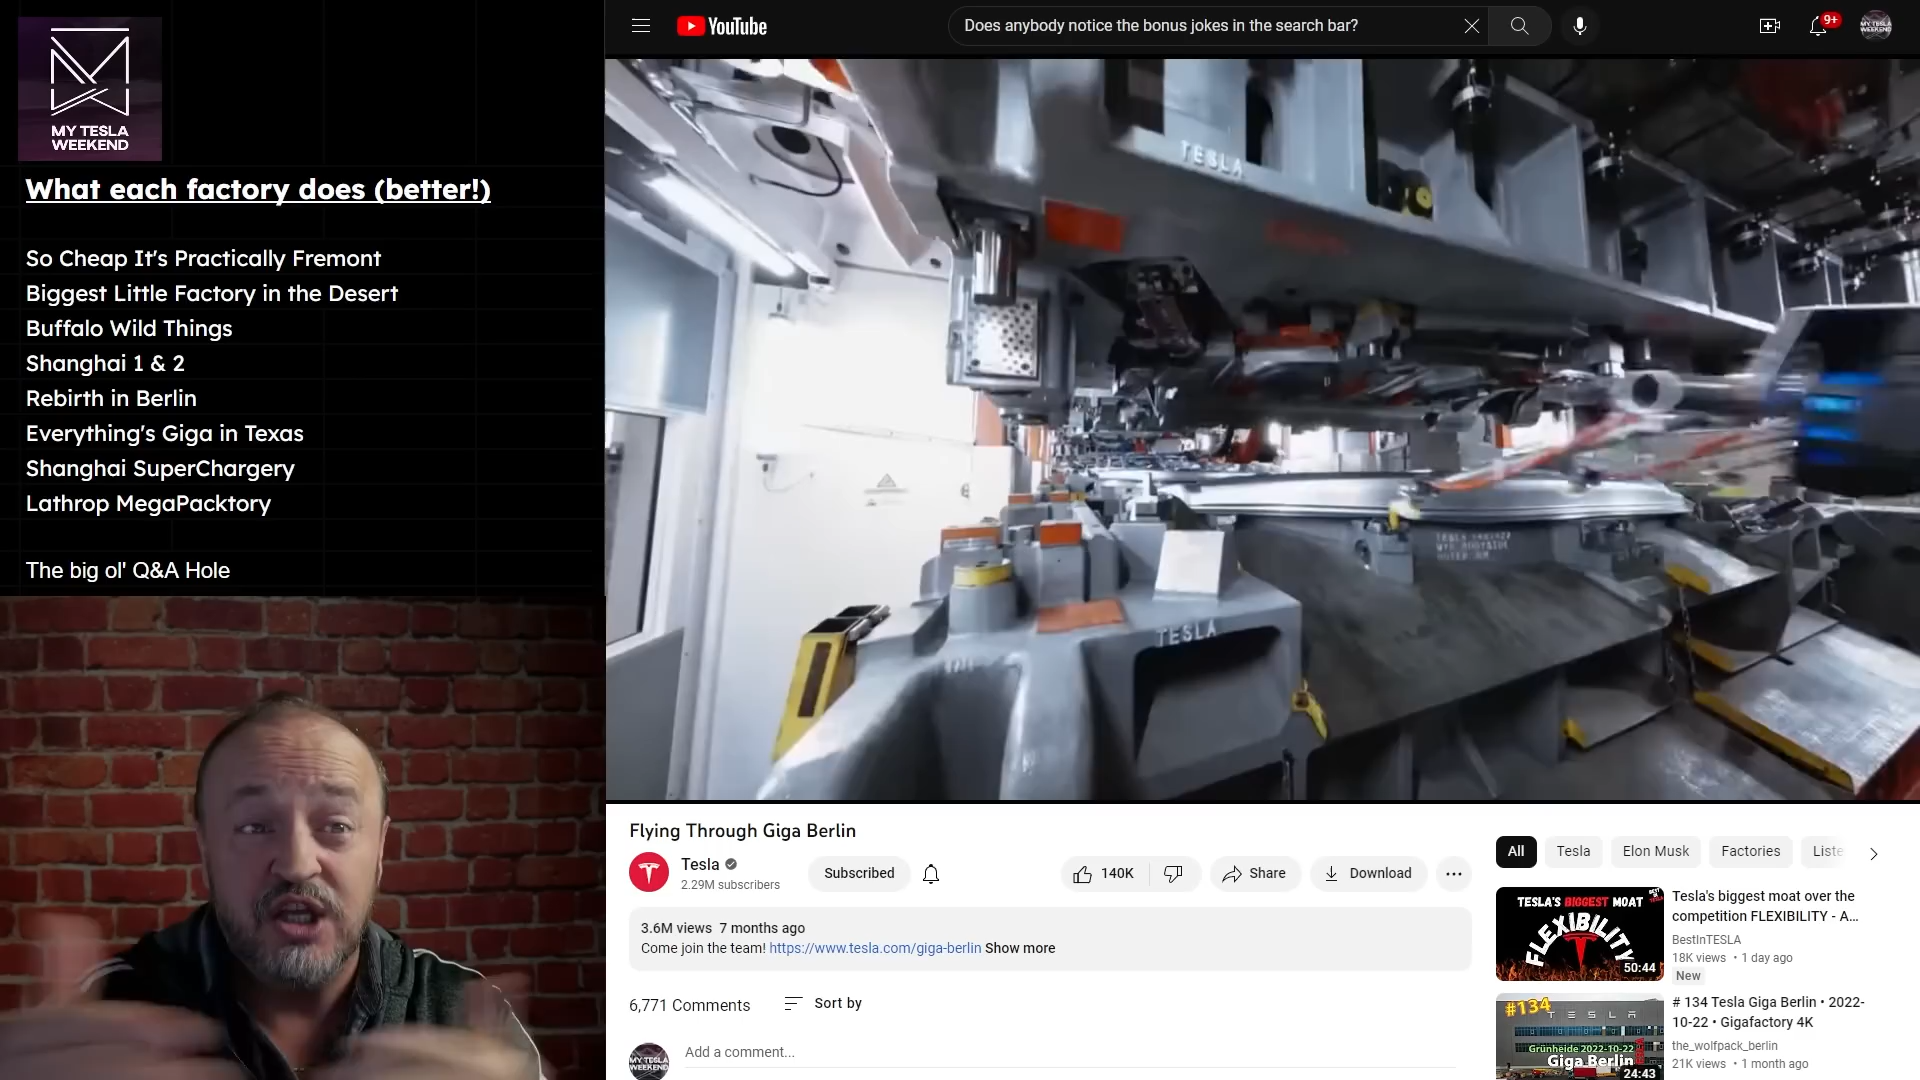 MY TESLA
WEEKEND
What each factory does (better!)
So Cheap It's Practically Fremont
Biggest Little Factory in the Desert
Buffalo Wild Things
Shanghai 1 & 2
Rebirth in Berlin
Everything's Giga in Texas
Shanghai SuperChargery
Lathrop MegaPacktory
The big ol' Q&A Hole
YouTube
Does anybody notice the bonus jokes in the search bar?
9+
TESLA
TESLA
Flying Through Giga Berlin
Tesla
2.29M subscribers
Subscribed
140K
Share
Download
3.6M views 7 months ago
Come join the team! https://www.tesla.com/giga-berlin Show more
6,771 Comments
Sort by
MY TESLA
WEEKEND
Add a comment...
All
Tesla
Elon Musk
Factories
Liste
TESLA'S BIGGEST MOAT
FLEXIBILITY
50:44
Tesla's biggest moat over the
competition FLEXIBILITY - A...
BestInTESLA
18K views • 1 day ago
New
#134
TESLA
Grünheide 2022-10-22
Giga Berlin
24:43
# 134 Tesla Giga Berlin • 2022-
10-22 • Gigafactory 4K
the_wolfpack_berlin
21K views • 1 month ago